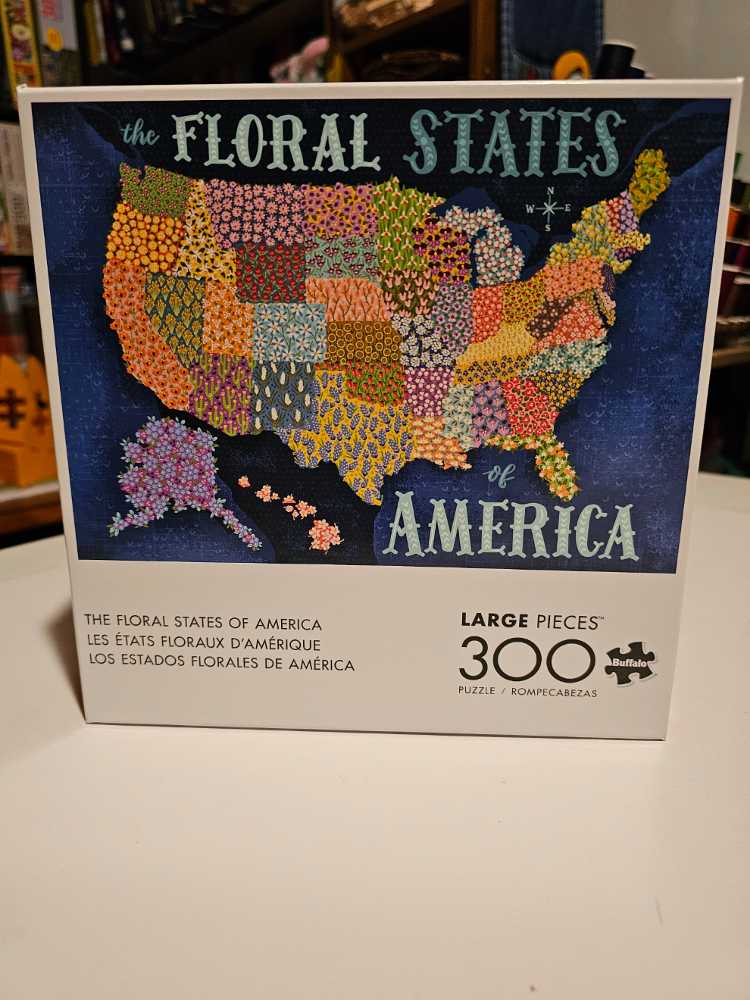 the FLORAL STATES
N
W E
S
of
AMERICA
THE FLORAL STATES OF AMERICA
LES ÉTATS FLORAUX D'AMÉRIQUE
LOS ESTADOS FLORALES DE AMÉRICA
LARGE PIECES™
300
PUZZLE / ROMPECABEZAS
Buffalo